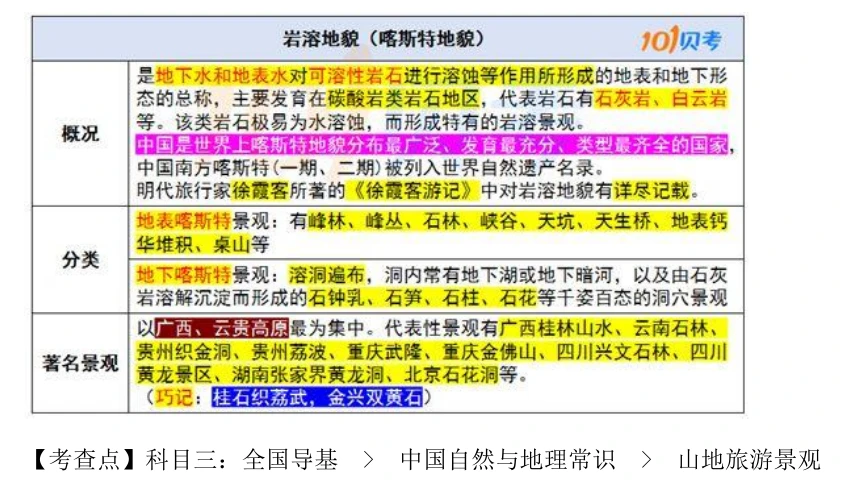 岩溶地貌（喀斯特地貌）
101贝考
概况
是地下水和地表水对可溶性岩石进行溶蚀等作用所形成的地表和地下形
态的总称，主要发育在碳酸岩类岩石地区，代表岩石有石灰岩、白云岩
等。该类岩石极易为水溶蚀，而形成特有的岩溶景观。
中国是世界上喀斯特地貌分布最广泛、发育最充分、类型最齐全的国家，
中国南方喀斯特(一期、二期)被列入世界自然遗产名录。
明代旅行家徐霞客所著的《徐霞客游记》中对岩溶地貌有详尽记载。
分类
地表喀斯特景观：有峰林、峰丛、石林、峡谷、天坑、天生桥、地表钙
华堆积、桌山等
地下喀斯特景观：溶洞遍布，洞内常有地下湖或地下暗河，以及由石灰
岩溶解沉淀而形成的石钟乳、石笋、石柱、石花等千姿百态的洞穴景观
著名景观
以广西、云贵高原最为集中。代表性景观有广西桂林山水、云南石林、
贵州织金洞、贵州荔波、重庆武隆、重庆金佛山、四川兴文石林、四川
黄龙景区、湖南张家界黄龙洞、北京石花洞等。
（巧记：桂石织荔武，金兴双黄石）
【考查点】科目三：全国导基 > 中国自然与地理常识 > 山地旅游景观